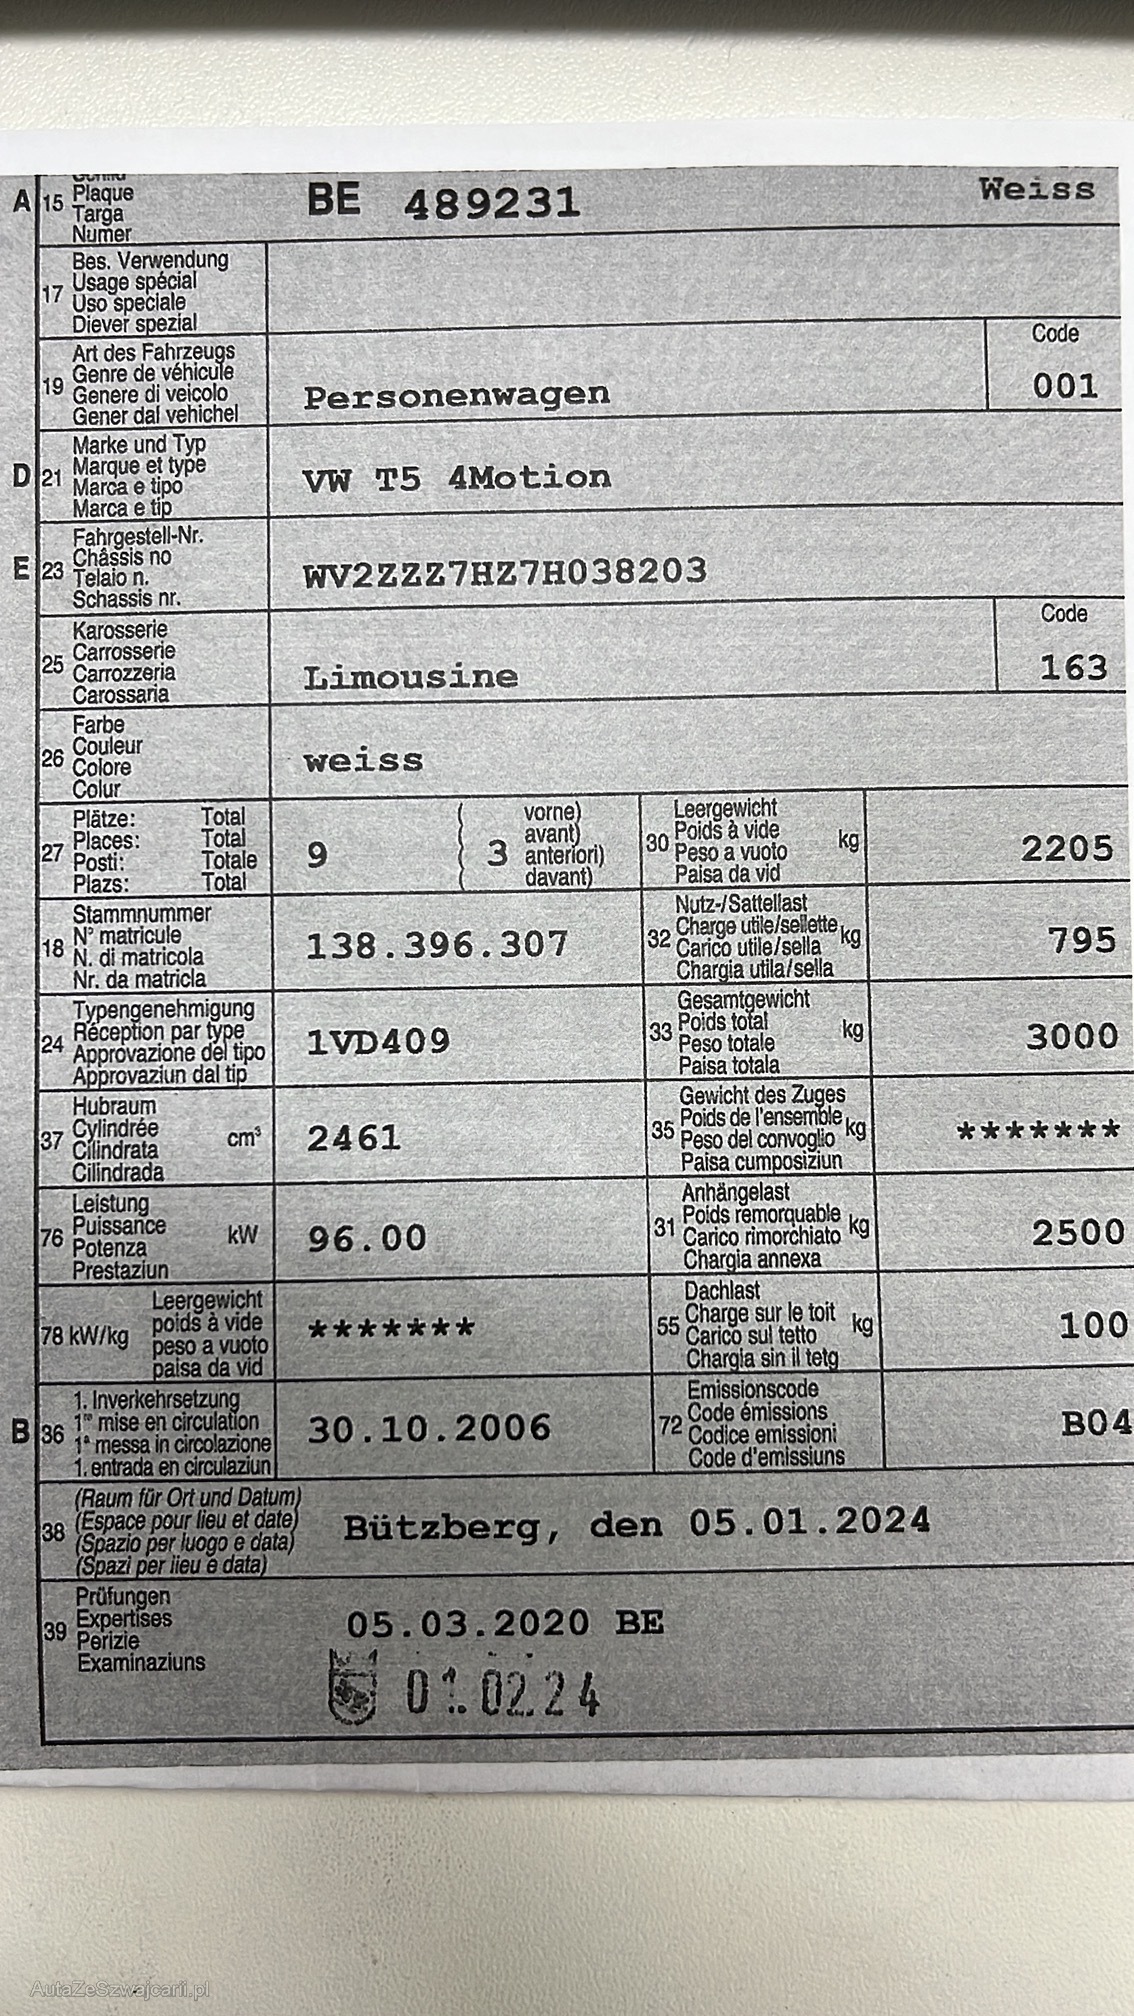 A 15 Plaque BE 489231 Weiss
Targa
Numer
Bes. Verwendung
17 Usage spécial
Uso speciale
Diever spezial
Art des Fahrzeugs Code
19 Genre de véhicule
Genere di veicolo Personenwagen 001
Gener dal vehichel
Marke und Typ
D 21 Marque et type VW T5 4Motion
Marca e tipo
Marca e tip
Fahrgestell-Nr.
E 23 Châssis no WV2ZZZ7HZ7H038203
Telaio n.
Schassis nr.
Karosserie Code
25 Carrosserie
Carrozzeria Limousine 163
Carossaria
Farbe
26 Couleur weiss
Colore
Colur
Plätze: Total vorne) Leergewicht
27 Places: Total 9 ( 3 avant) 30 Poids à vide kg 2205
Posti: Totale anteriori) Peso a vuoto
Plazs: Total davant) Paisa da vid
Stammnummer Nutz-/Sattellast
18 N° matricule 138.396.307 32 Charge utile/sellette kg 795
N. di matricola Carico utile/sella
Nr. da matricla Chargia utila/sella
Typengenehmigung Gesamtgewicht
24 Réception par type 1VD409 33 Poids total kg 3000
Approvazione del tipo Peso totale
Approvaziun dal tip Paisa totala
Hubraum Gewicht des Zuges
37 Cylindrée cm³ 2461 35 Poids de l'ensemble kg *******
Cilindrata Peso del convoglio
Cilindrada Paisa cumposiziun
Leistung Anhängelast
76 Puissance kW 96.00 31 Poids remorquable kg 2500
Potenza Carico rimorchiato
Prestaziun Chargia annexa
Leergewicht Dachlast
78 kW/kg poids à vide ******* 55 Charge sur le toit kg 100
peso a vuoto Carico sul tetto
paisa da vid Chargia sin il tetg
1. Inverkehrsetzung Emissionscode
B 36 1re mise en circulation 30.10.2006 72 Code émissions B04
1a messa in circolazione Codice emissioni
1. entrada en circulaziun Code d'emissiuns
(Raum für Ort und Datum)
38 (Espace pour lieu et date) Bützberg, den 05.01.2024
(Spazio per luogo e data)
(Spazi per lieu e data)
Prüfungen
39 Expertises 05.03.2020 BE
Perizie
Examinaziuns
01.02.24
AutaZeSzwajcarii.pl